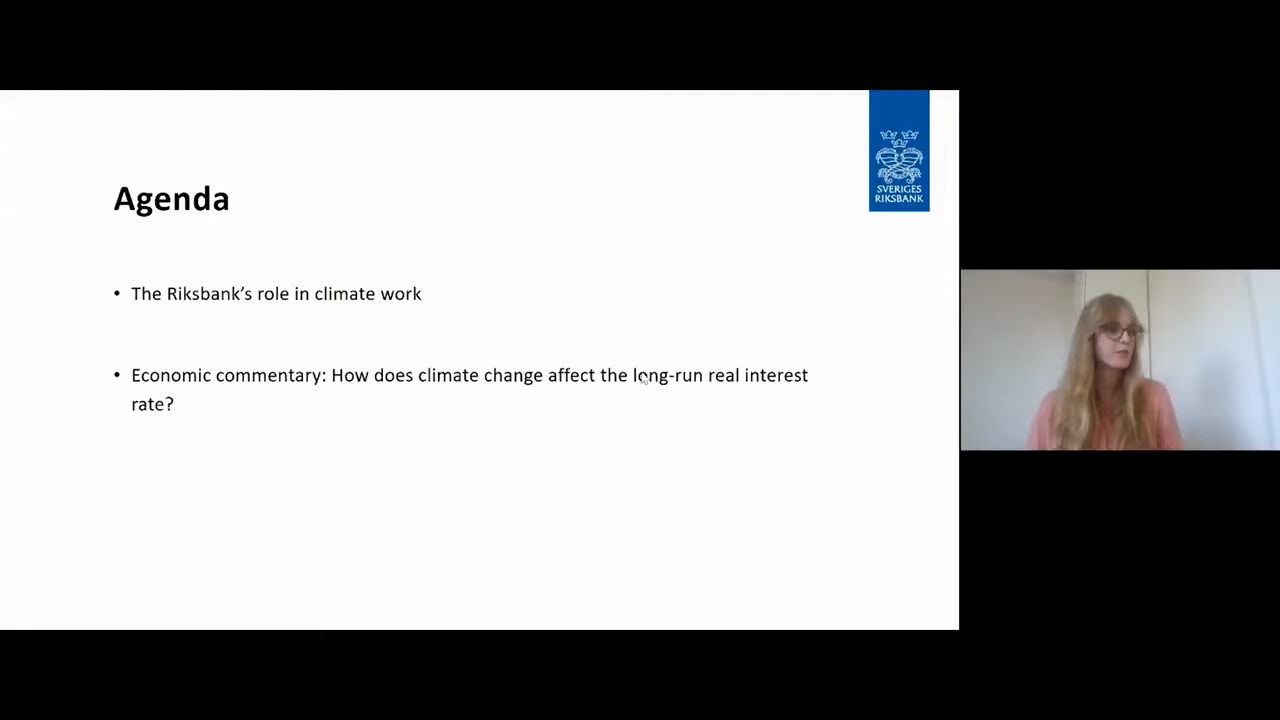 SVERIGES
RIKSBANK
Agenda
• The Riksbank’s role in climate work
• Economic commentary: How does climate change affect the long-run real interest
rate?